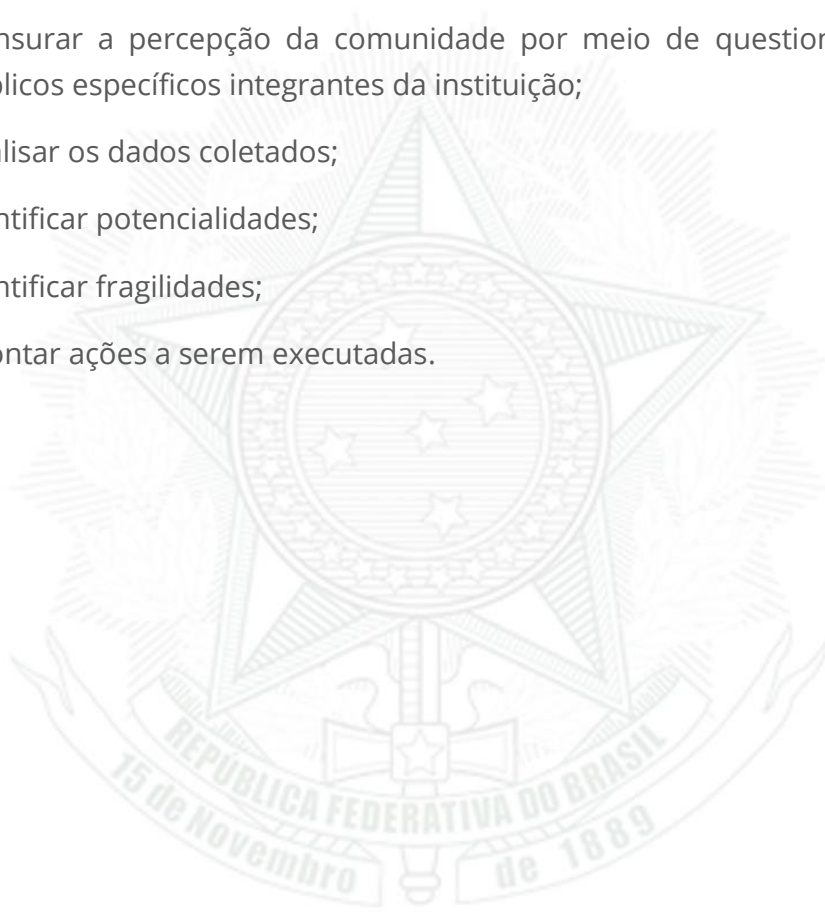 nsurar a percepção da comunidade por meio de question
licos específicos integrantes da instituição;
lisar os dados coletados;
ntificar potencialidades;
ntificar fragilidades;
ontar ações a serem executadas.
REPÚBLICA FEDERATIVA DO BRASIL
15 de Novembro de 1889